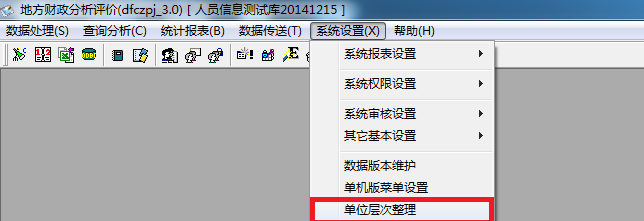 地方财政分析评价(dfczpj_3.0) [ 人员信息测试库20141215 ]
数据处理(S) 查询分析(C) 统计报表(B) 数据传送(T) 系统设置(X) 帮助(H)
系统报表设置
系统权限设置
系统审核设置
其它基本设置
数据版本维护
单机版菜单设置
单位层次整理